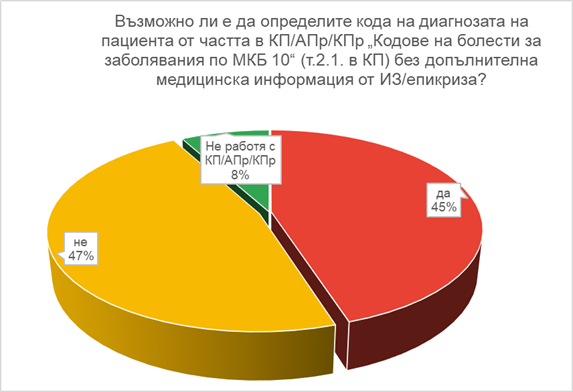 Възможно ли е да определите кода на диагнозата на
пациента от частта в КП/АПр/КПр „Кодове на болести за
заболявания по МКБ 10“ (т.2.1. в КП) без допълнителна
медицинска информация от ИЗ/епикриза?
Не работя с
КП/АПр/КПр
8%
да
45%
не
47%